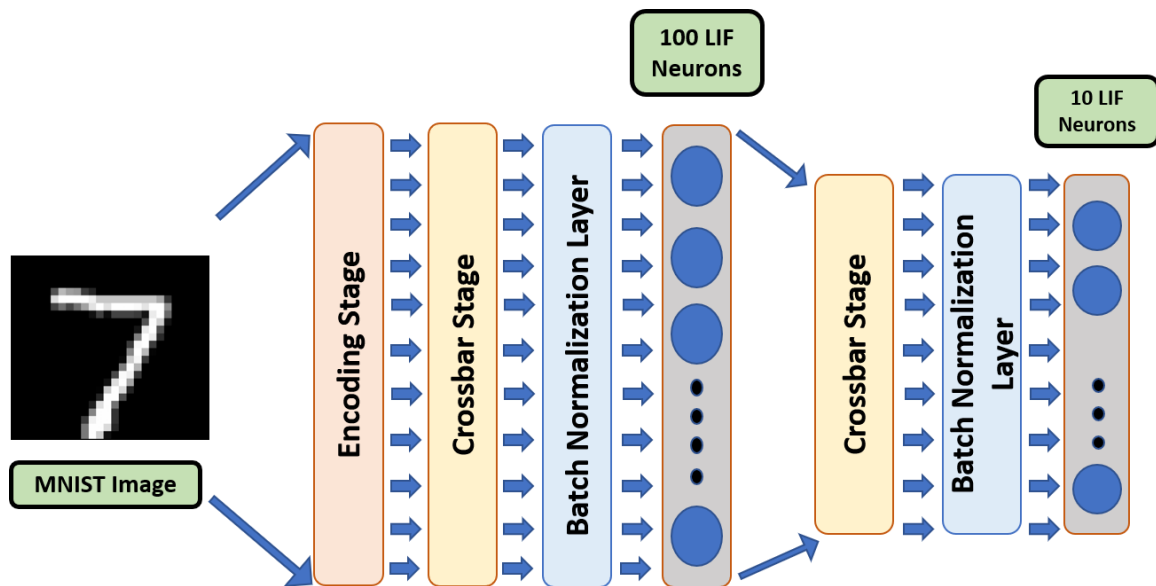 100 LIF
Neurons
10 LIF
Neurons
Encoding Stage
Crossbar Stage
Batch Normalization Layer
Crossbar Stage
Batch Normalization
Layer
MNIST Image